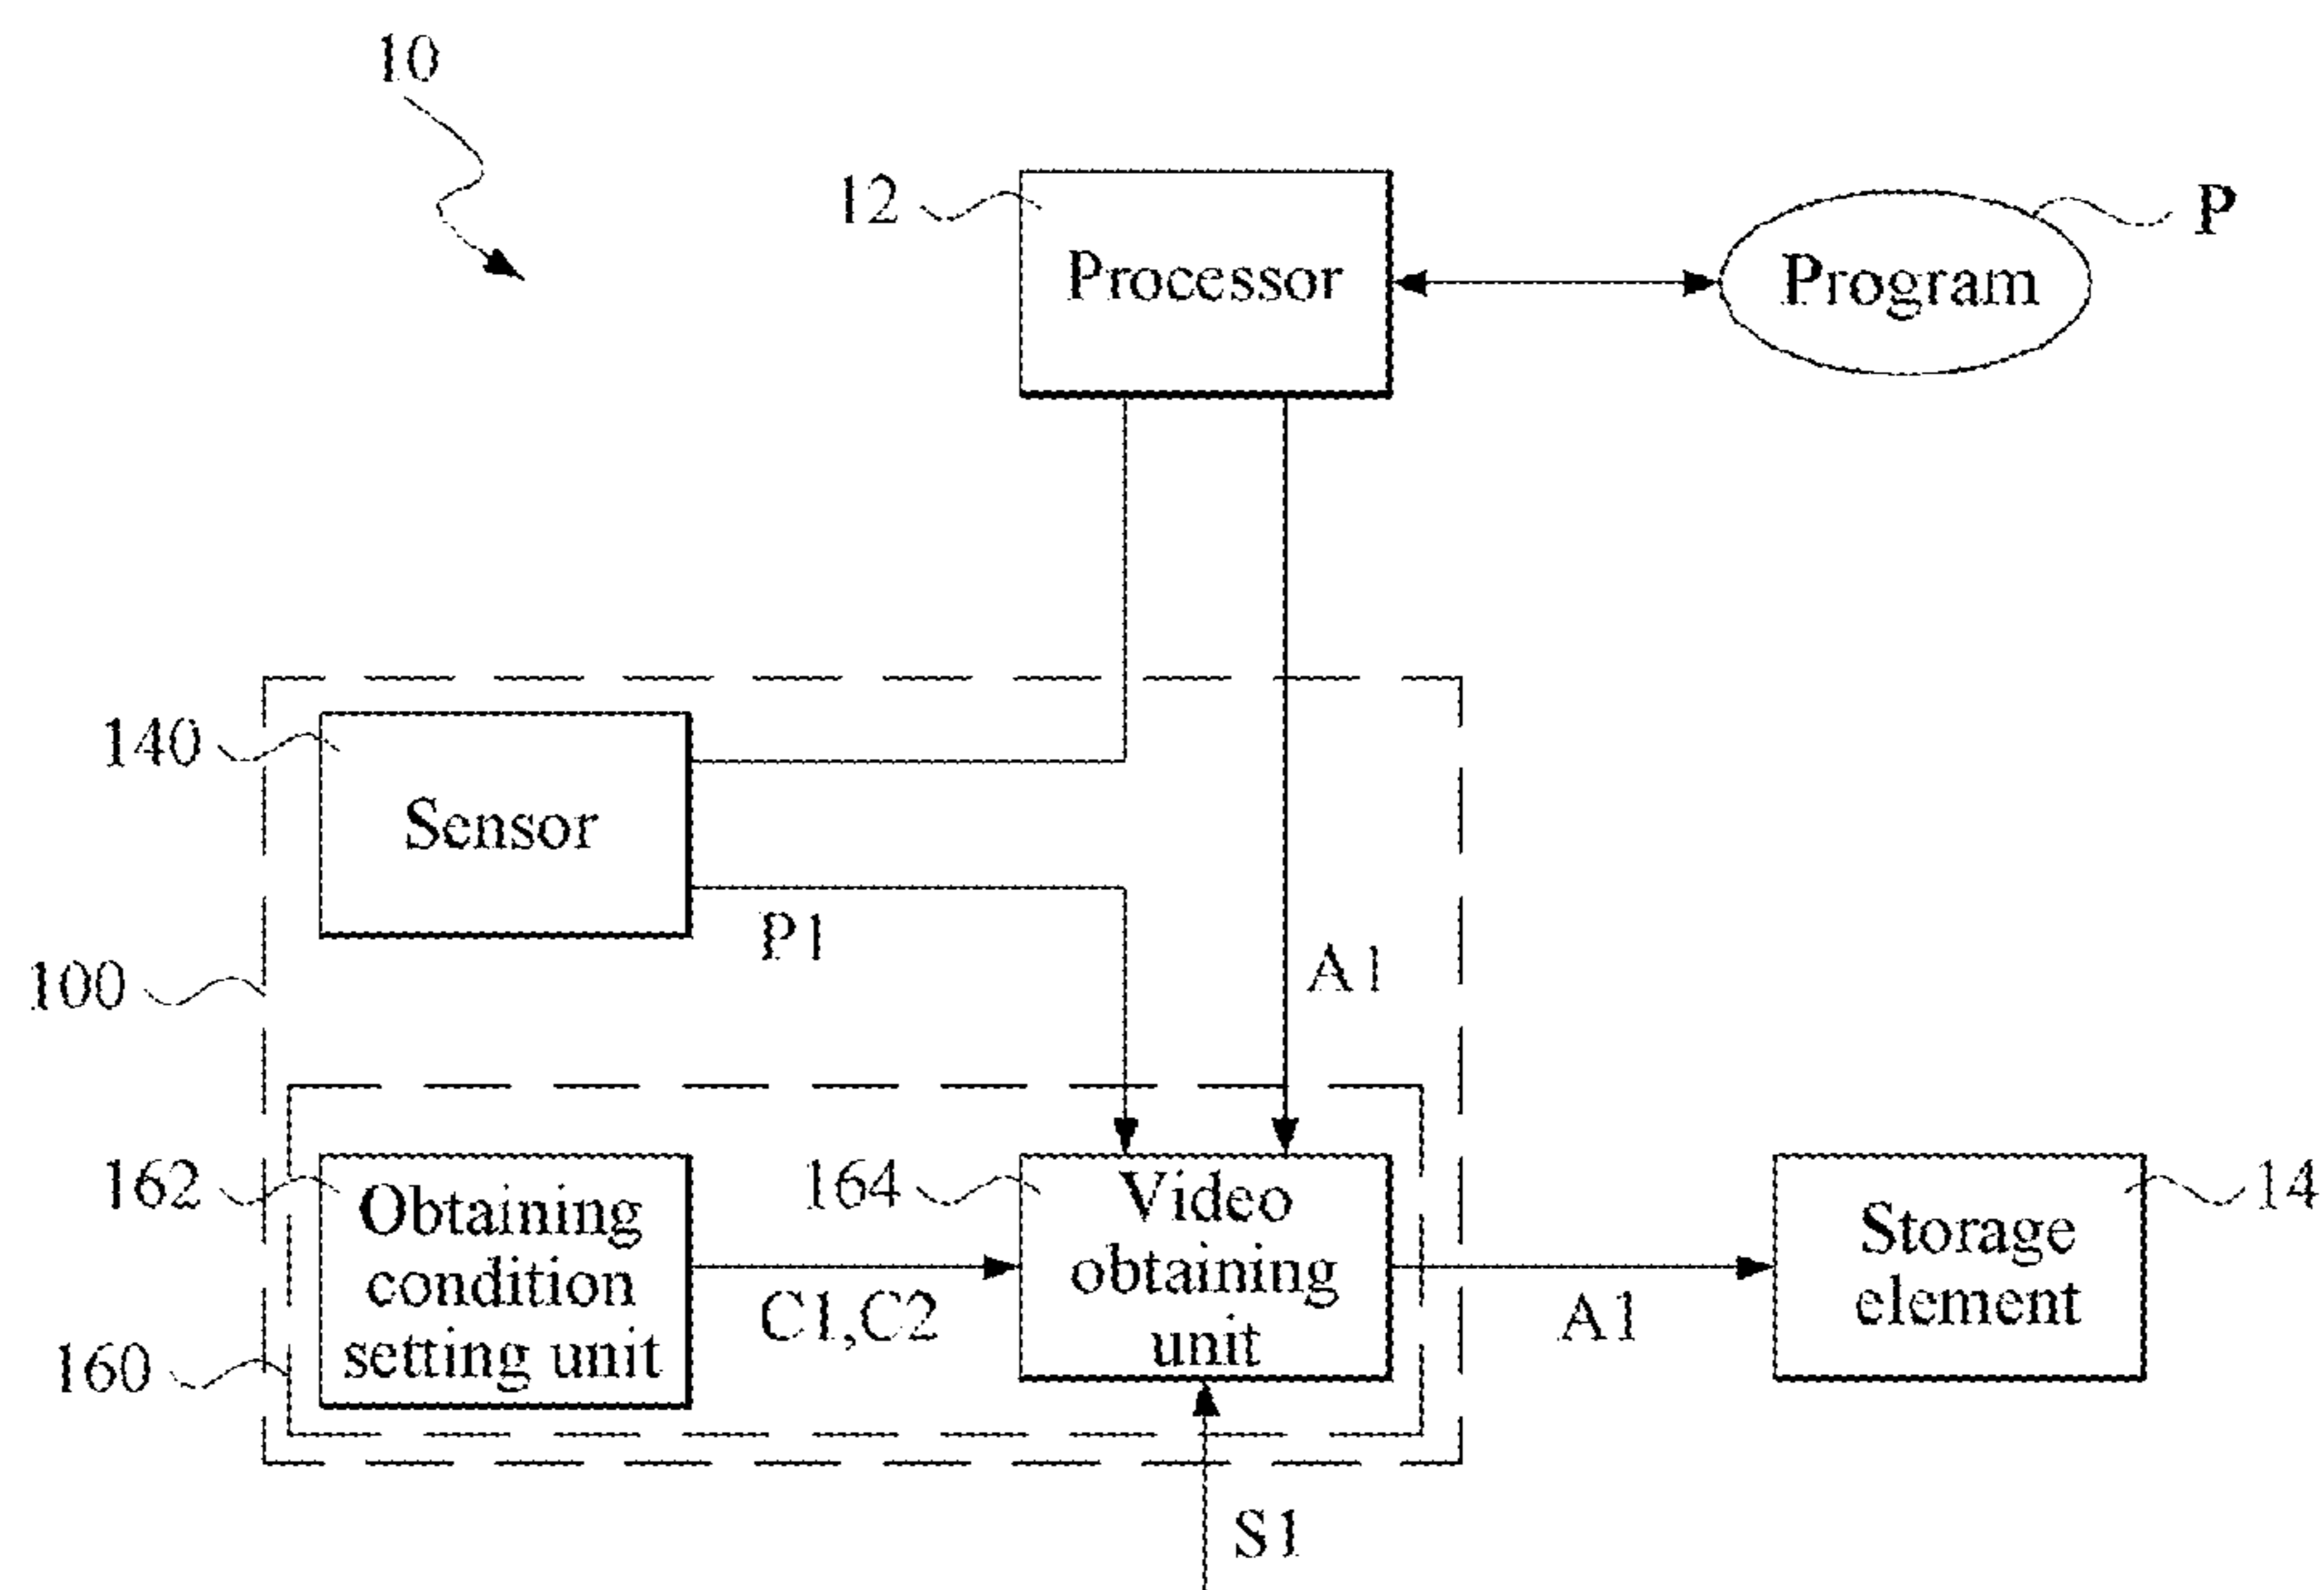 10
12
Processor
Program
P
140
Sensor
P1
100
A1
162
Obtaining
condition
setting unit
160
C1,C2
164
Video
obtaining
unit
A1
Storage
element
14
S1